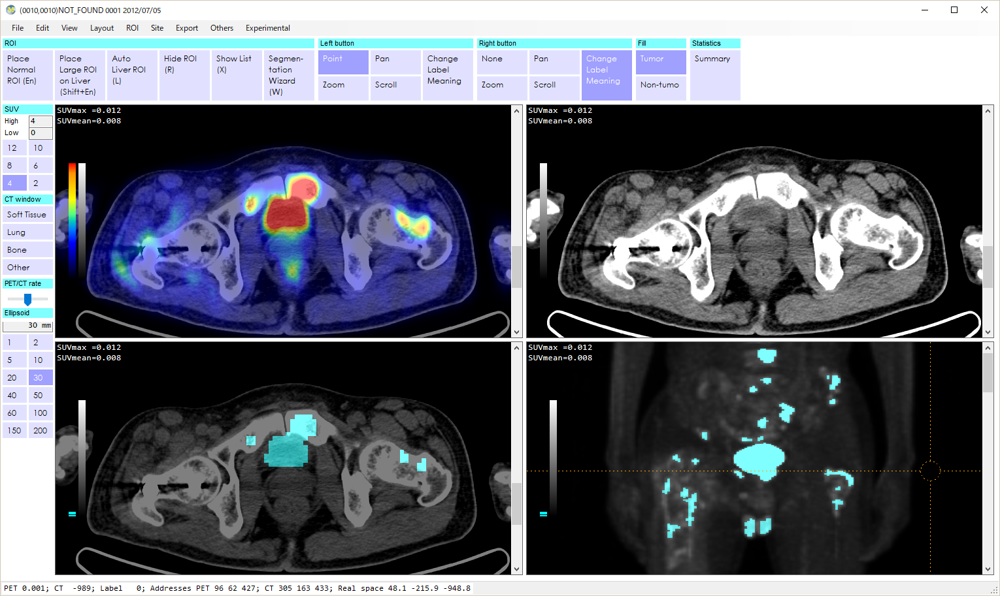 (0010,0010)NOT_FOUND 0001 2012/07/05
File Edit View Layout ROI Site Export Others Experimental
ROI
Place
Normal
ROI (En)
Place
Large ROI
on Liver
(Shift+En)
Auto
Liver ROI
(L)
Hide ROI
(R)
Show List
(X)
Segmen-
tation
Wizard
(W)
Left button
Point
Pan
Change
Label
Meaning
Zoom
Scroll
Right button
None
Pan
Change
Label
Meaning
Zoom
Scroll
Fill
Tumor
Non-tumo
Statistics
Summary
SUV
High 4
Low 0
12 10
8 6
4 2
CT window
Soft Tissue
Lung
Bone
Other
PET/CT rate
Ellipsoid
30 mm
1 2
5 10
20 30
40 50
60 100
150 200
SUVmax =0.012
SUVmean=0.008
SUVmax =0.012
SUVmean=0.008
SUVmax =0.012
SUVmean=0.008
SUVmax =0.012
SUVmean=0.008
PET 0.001; CT -989; Label 0; Addresses PET 96 62 427; CT 305 163 433; Real space 48.1 -215.9 -948.8